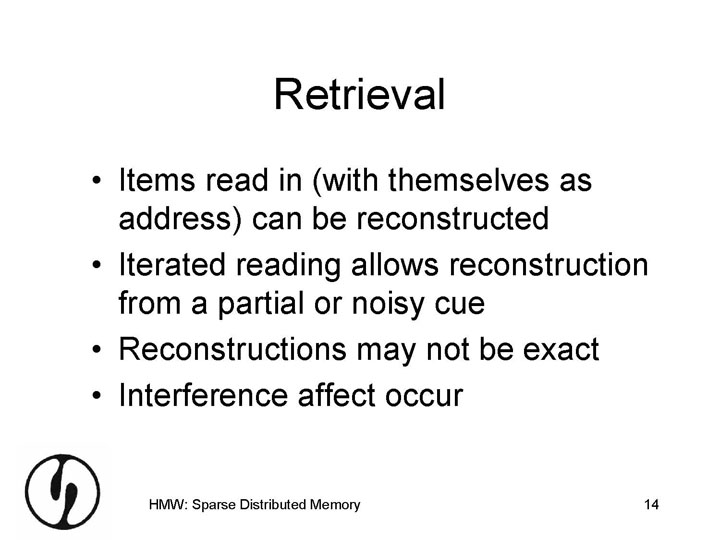 Retrieval
• Items read in (with themselves as
address) can be reconstructed
• Iterated reading allows reconstruction
from a partial or noisy cue
• Reconstructions may not be exact
• Interference affect occur
HMW: Sparse Distributed Memory 14